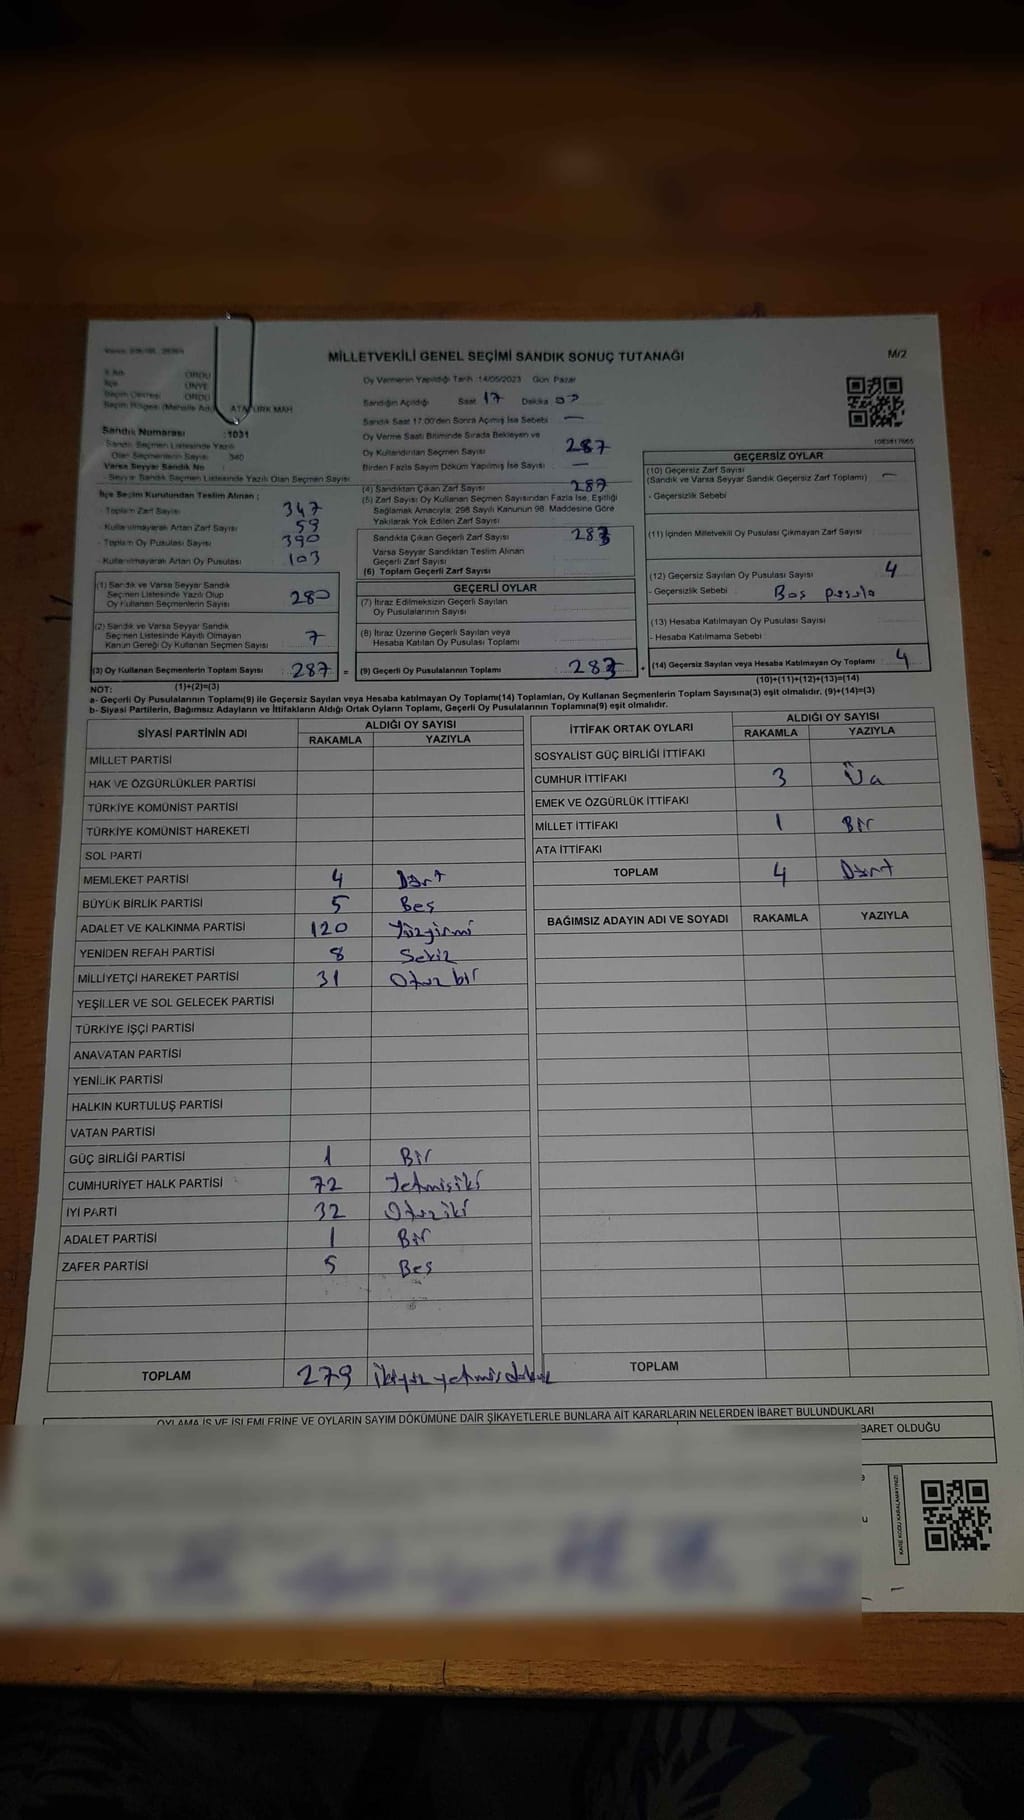 MİLLETVEKİLİ GENEL SEÇİMİ SANDIK SONUÇ TUTANAĞI
M/2
İl Adı ORDU
İlçe ÜNYE
Seçim Çevresi ORDU
Seçim Bölgesi (Mahalle Adı) ATATÜRK MAH
Sandık Numarası :1031
Sandık Seçmen Listesinde Yazılı
Olan Seçmenlerin Sayısı 340
Varsa Seyyar Sandık No :
Seyyar Sandık Seçmen Listesinde Yazılı Olan Seçmen Sayısı
İlçe Seçim Kurulundan Teslim Alınan ;
- Toplam Zarf Sayısı 347
- Kullanılmayarak Artan Zarf Sayısı 59
- Toplam Oy Pusulası Sayısı 390
- Kullanılmayarak Artan Oy Pusulası 103
(1) Sandık ve Varsa Seyyar Sandık
Seçmen Listesinde Yazılı Olup
Oy Kullanan Seçmenlerin Sayısı 280
(2) Sandık ve Varsa Seyyar Sandık
Seçmen Listesinde Kayıtlı Olmayan
Kanun Gereği Oy Kullanan Seçmen Sayısı 7
(3) Oy Kullanan Seçmenlerin Toplam Sayısı 287 =
(1)+(2)=(3)
Oy Vermenin Yapıldığı Tarih :14/05/2023 Gün: Pazar
Sandığın Açıldığı Saat 17 Dakika
Sandık Saat 17:00'den Sonra Açılmış İse Sebebi —
Oy Verme Saati Bitiminde Sırada Bekleyen ve
Oy Kullandırılan Seçmen Sayısı 287
Birden Fazla Sayım Döküm Yapılmış İse Sayısı —
(4) Sandıktan Çıkan Zarf Sayısı 287
(5) Zarf Sayısı Oy Kullanan Seçmen Sayısından Fazla İse, Eşitliği
Sağlamak Amacıyla, 298 Sayılı Kanunun 98. Maddesine Göre
Yakılarak Yok Edilen Zarf Sayısı
Sandıkta Çıkan Geçerli Zarf Sayısı 283
Varsa Seyyar Sandıktan Teslim Alınan
Geçerli Zarf Sayısı
(6) Toplam Geçerli Zarf Sayısı
GEÇERLİ OYLAR
(7) İtiraz Edilmeksizin Geçerli Sayılan
Oy Pusulalarının Sayısı
(8) İtiraz Üzerine Geçerli Sayılan veya
Hesaba Katılan Oy Pusulası Toplamı
(9) Geçerli Oy Pusulalarının Toplamı 283 +
1083817665
GEÇERSİZ OYLAR
(10) Geçersiz Zarf Sayısı —
(Sandık ve Varsa Seyyar Sandık Geçersiz Zarf Toplamı)
- Geçersizlik Sebebi
(11) İçinden Milletvekili Oy Pusulası Çıkmayan Zarf Sayısı
(12) Geçersiz Sayılan Oy Pusulası Sayısı 4
- Geçersizlik Sebebi Boş pusula
(13) Hesaba Katılmayan Oy Pusulası Sayısı
- Hesaba Katılmama Sebebi
(14) Geçersiz Sayılan veya Hesaba Katılmayan Oy Toplamı 4
(10)+(11)+(12)+(13)=(14)
NOT:
a- Geçerli Oy Pusulalarının Toplamı(9) ile Geçersiz Sayılan veya Hesaba katılmayan Oy Toplamı(14) Toplamları, Oy Kullanan Seçmenlerin Toplam Sayısına(3) eşit olmalıdır. (9)+(14)=(3)
b- Siyasi Partilerin, Bağımsız Adayların ve İttifakların Aldığı Ortak Oyların Toplamı, Geçerli Oy Pusulalarının Toplamına(9) eşit olmalıdır.
SİYASİ PARTİNİN ADI ALDIĞI OY SAYISI
RAKAMLA YAZIYLA
MİLLET PARTİSİ
HAK VE ÖZGÜRLÜKLER PARTİSİ
TÜRKİYE KOMÜNİST PARTİSİ
TÜRKİYE KOMÜNİST HAREKETİ
SOL PARTİ
MEMLEKET PARTİSİ 4 Dört
BÜYÜK BİRLİK PARTİSİ 5 Beş
ADALET VE KALKINMA PARTİSİ 120 Yüzyirmi
YENİDEN REFAH PARTİSİ 8 Sekiz
MİLLİYETÇİ HAREKET PARTİSİ 31 Otuz bir
YEŞİLLER VE SOL GELECEK PARTİSİ
TÜRKİYE İŞÇİ PARTİSİ
ANAVATAN PARTİSİ
YENİLİK PARTİSİ
HALKIN KURTULUŞ PARTİSİ
VATAN PARTİSİ
GÜÇ BİRLİĞİ PARTİSİ 1 Bir
CUMHURİYET HALK PARTİSİ 72 Yetmişiki
İYİ PARTİ 32 Otuziki
ADALET PARTİSİ 1 Bir
ZAFER PARTİSİ 5 Beş
TOPLAM 279 ikiyüz yetmiş dokuz
İTTİFAK ORTAK OYLARI ALDIĞI OY SAYISI
RAKAMLA YAZIYLA
SOSYALİST GÜÇ BİRLİĞİ İTTİFAKI
CUMHUR İTTİFAKI 3 Üç
EMEK VE ÖZGÜRLÜK İTTİFAKI
MİLLET İTTİFAKI 1 Bir
ATA İTTİFAKI
TOPLAM 4 Dört
BAĞIMSIZ ADAYIN ADI VE SOYADI RAKAMLA YAZIYLA
TOPLAM
OYLAMA İŞ VE İŞLEMLERİNE VE OYLARIN SAYIM DÖKÜMÜNE DAİR ŞİKAYETLERLE BUNLARA AİT KARARLARIN NELERDEN İBARET BULUNDUKLARI
BARET OLDUĞU
KARE KODU KARALAMAYINIZ!